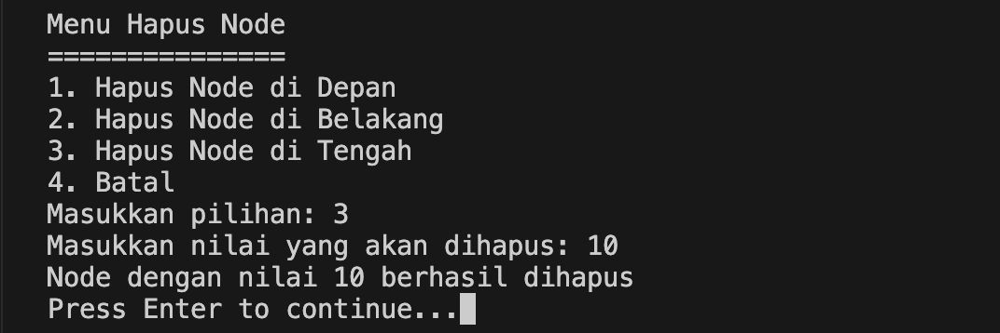 Menu Hapus Node
===============
1. Hapus Node di Depan
2. Hapus Node di Belakang
3. Hapus Node di Tengah
4. Batal
Masukkan pilihan: 3
Masukkan nilai yang akan dihapus: 10
Node dengan nilai 10 berhasil dihapus
Press Enter to continue...